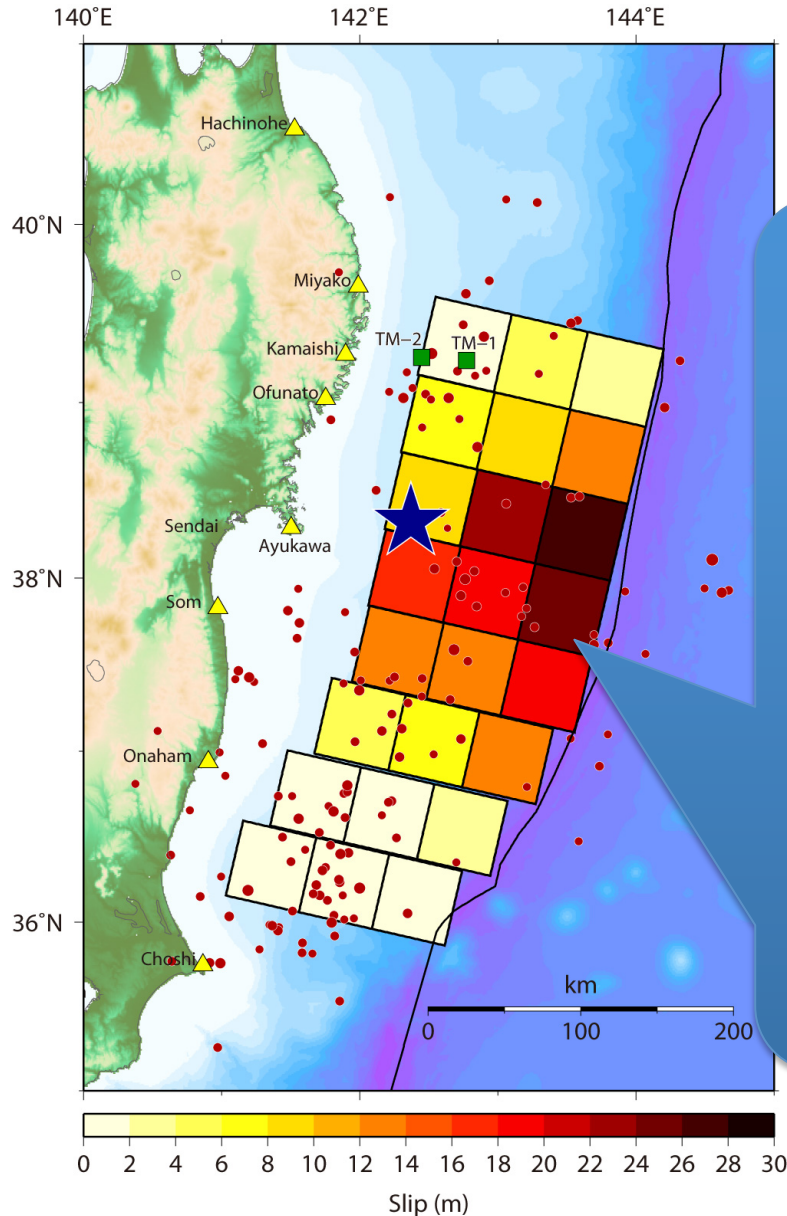 140˚E 142˚E 144˚E
Hachinohe
40˚N
Miyako
TM−2 TM−1
Kamaishi
Ofunato
Sendai
Ayukawa
38˚N
Som
Onaham
36˚N
Choshi
km
0 100 200
0 2 4 6 8 10 12 14 16 18 20 22 24 26 28 30
Slip (m)